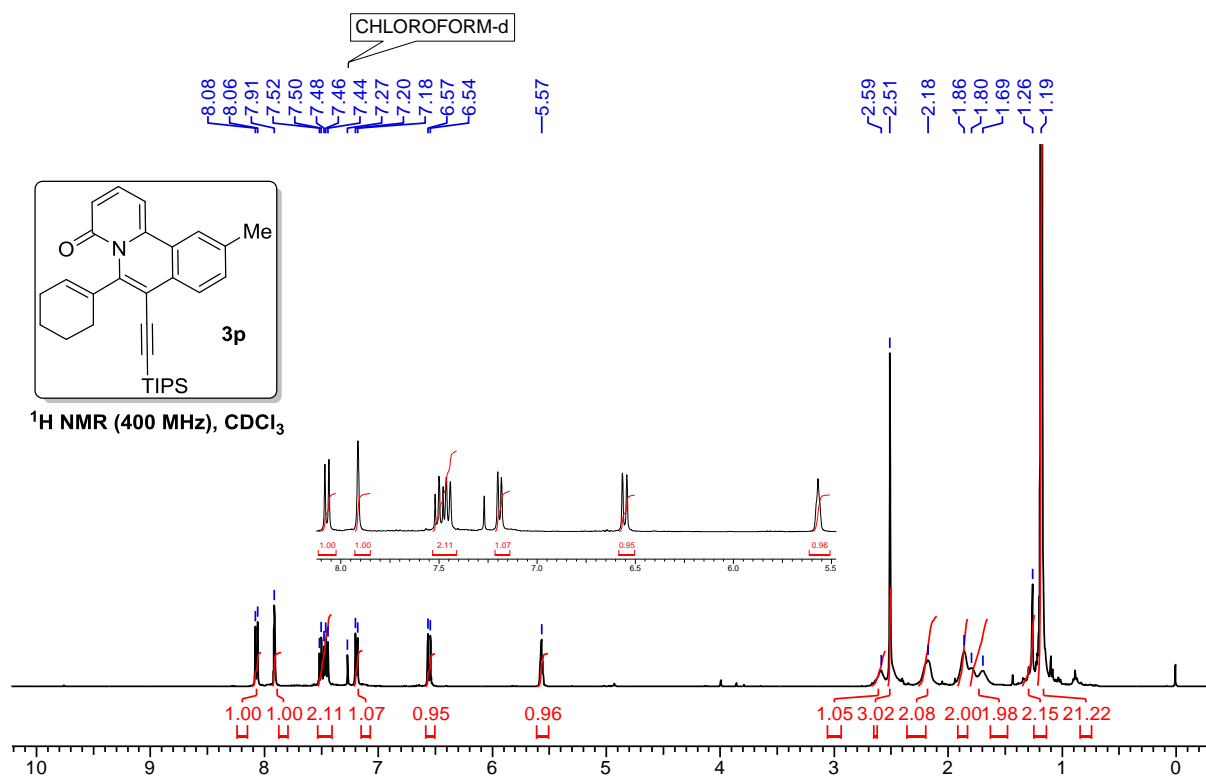 CHLOROFORM-d
8.08
8.06
7.91
7.52
7.50
7.48
7.46
7.44
7.27
7.20
7.18
6.57
6.54
5.57
2.59
2.51
2.18
1.86
1.80
1.69
1.26
1.19
O
N
Me
3p
TIPS
¹H NMR (400 MHz), CDCl₃
1.00 1.00 2.11 1.07 0.95 0.96
8.0 7.5 7.0 6.5 6.0 5.5
1.00 1.00 2.11 1.07 0.95 0.96 1.05 3.02 2.08 2.00 1.98 2.15 21.22
10 9 8 7 6 5 4 3 2 1 0